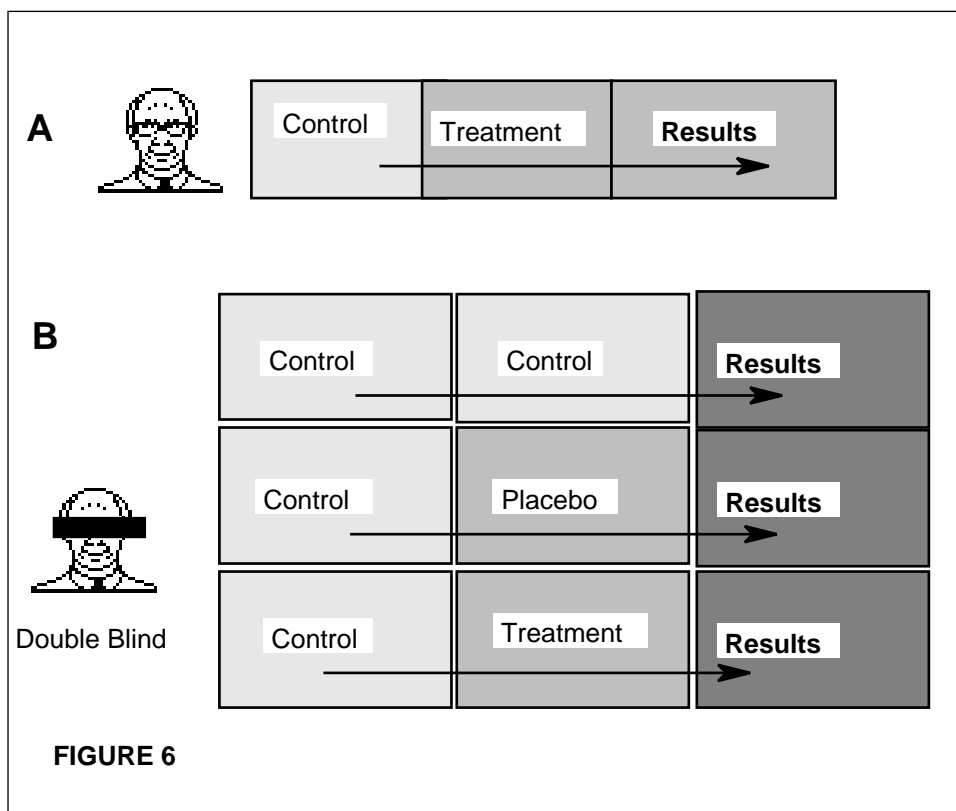 A
Control
Treatment
Results
B
Control
Control
Results
Control
Placebo
Results
Double Blind
Control
Treatment
Results
FIGURE 6